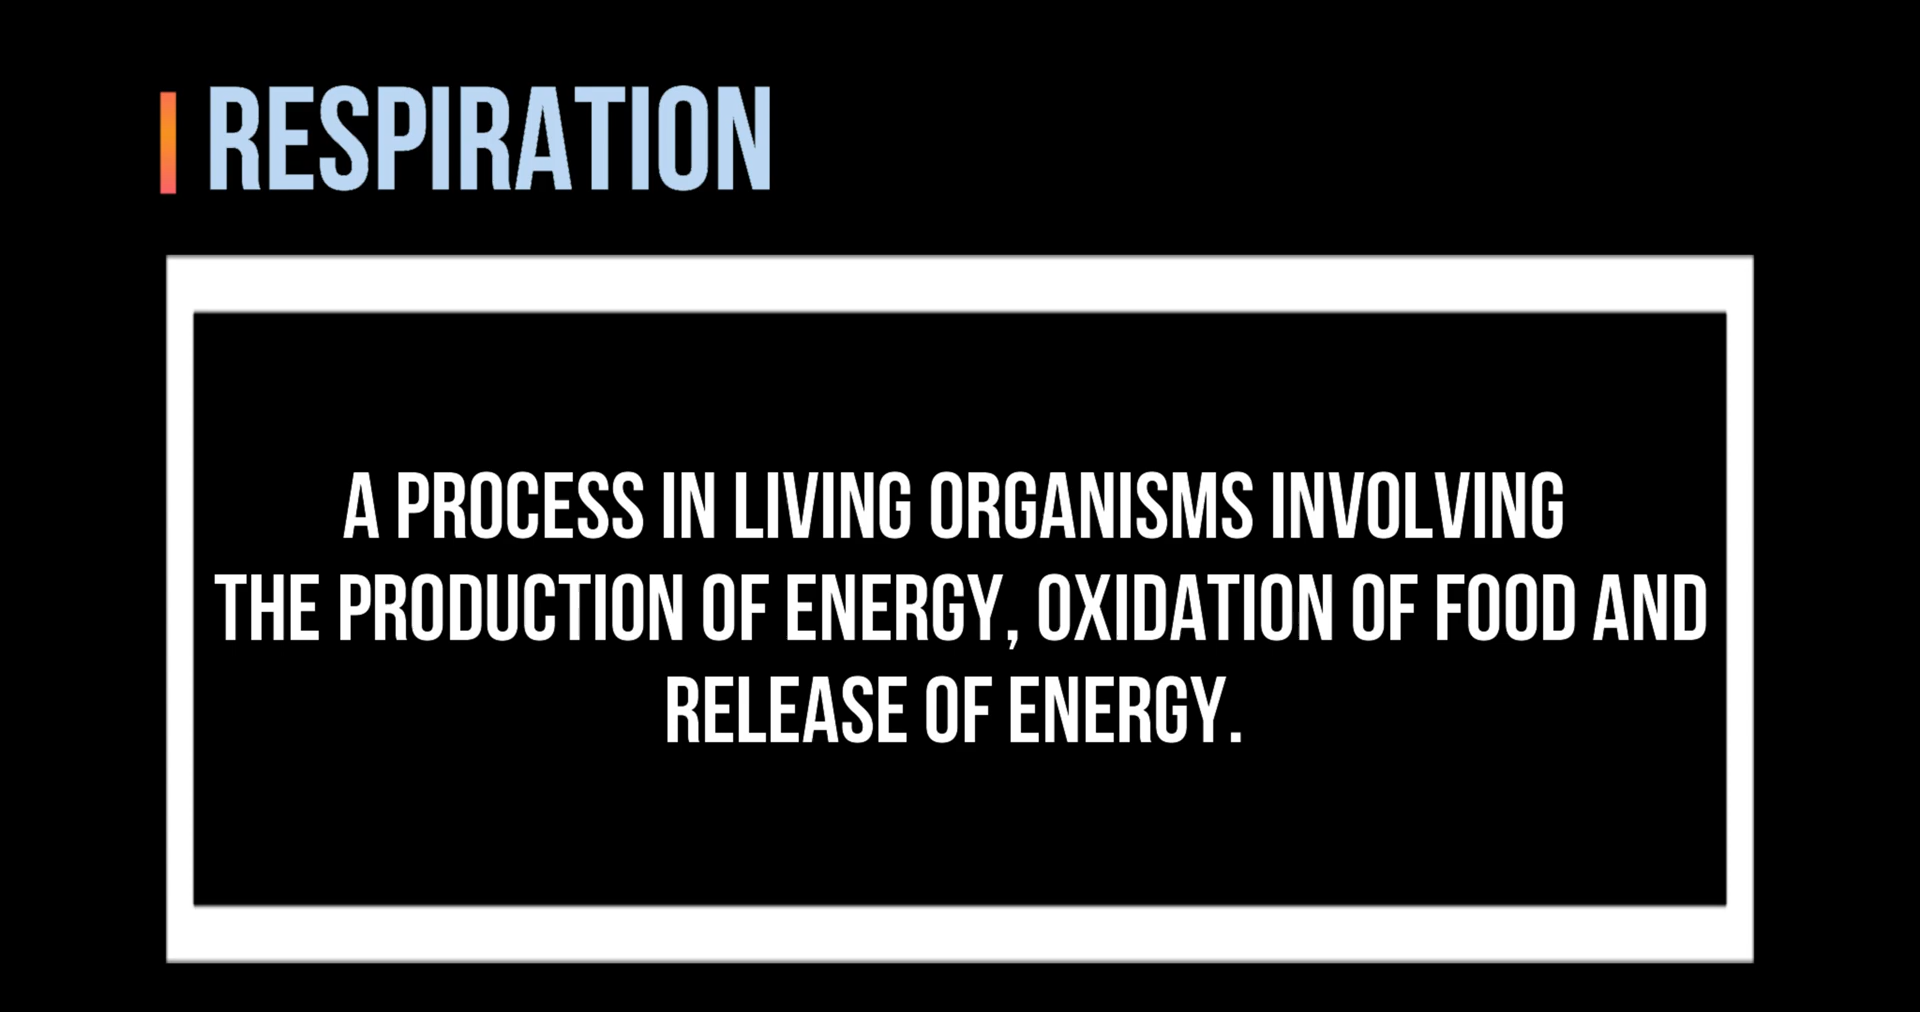 RESPIRATION
A PROCESS IN LIVING ORGANISMS INVOLVING
THE PRODUCTION OF ENERGY, OXIDATION OF FOOD AND
RELEASE OF ENERGY.